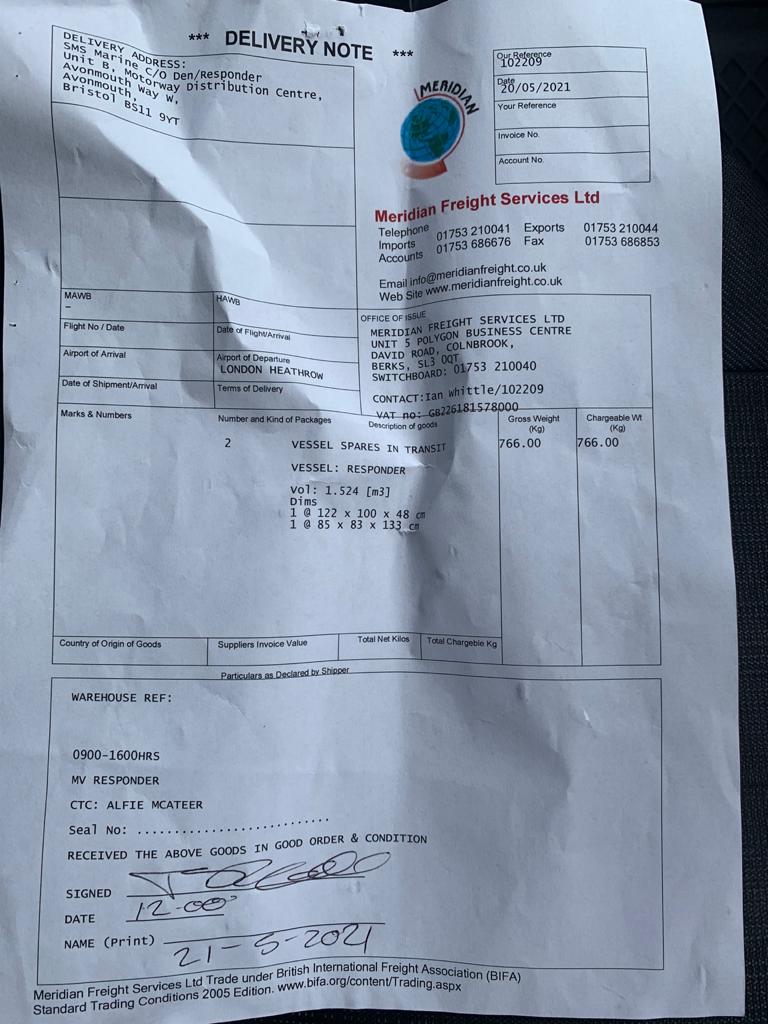 *** DELIVERY NOTE ***
DELIVERY ADDRESS:
SMS Marine C/O Den/Responder
Unit B, Motorway Distribution Centre,
Avonmouth Way W,
Avonmouth,
Bristol BS11 9YT
Our Reference
102209
Date
20/05/2021
Your Reference
Invoice No.
Account No.
MERIDIAN
Meridian Freight Services Ltd
Telephone
Imports 01753 210041 Exports 01753 210044
Accounts 01753 686676 Fax 01753 686853
Email info@meridianfreight.co.uk
Web Site www.meridianfreight.co.uk
MAWB
–
HAWB
Flight No / Date
Date of Flight/Arrival
Airport of Arrival
Airport of Departure
LONDON HEATHROW
Date of Shipment/Arrival
Terms of Delivery
OFFICE OF ISSUE
MERIDIAN FREIGHT SERVICES LTD
UNIT 5 POLYGON BUSINESS CENTRE
DAVID ROAD, COLNBROOK,
BERKS, SL3 0QT
SWITCHBOARD: 01753 210040
CONTACT: Ian Whittle/102209
VAT no: GB226181578000
Marks & Numbers
Number and Kind of Packages
Description of goods
Gross Weight
(Kg)
Chargeable Wt
(Kg)
2 VESSEL SPARES IN TRANSIT 766.00 766.00
VESSEL: RESPONDER
Vol: 1.524 [m3]
Dims
1 @ 122 x 100 x 48 cm
1 @ 85 x 83 x 133 cm
Country of Origin of Goods
Suppliers Invoice Value
Total Net Kilos
Total Chargeable Kg
Particulars as Declared by Shipper
WAREHOUSE REF:
0900-1600HRS
MV RESPONDER
CTC: ALFIE MCATEER
Seal No: ..........................
RECEIVED THE ABOVE GOODS IN GOOD ORDER & CONDITION
SIGNED
DATE 12-00
NAME (Print) 21-5-2021
Meridian Freight Services Ltd Trade under British International Freight Association (BIFA)
Standard Trading Conditions 2005 Edition. www.bifa.org/content/Trading.aspx